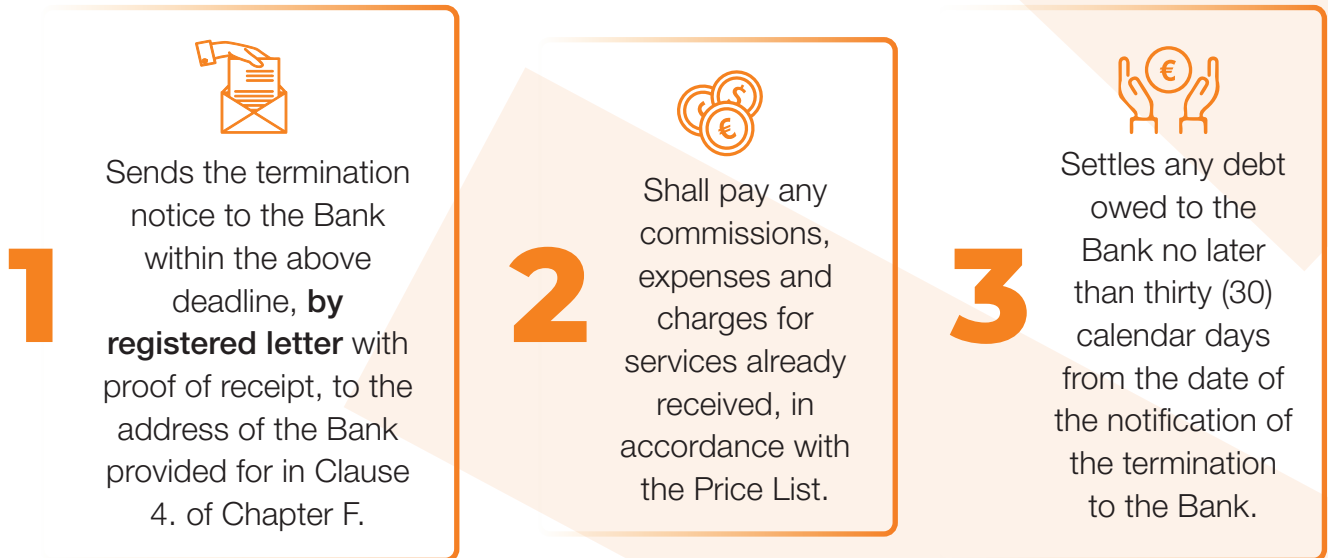 1
Sends the termination
notice to the Bank
within the above
deadline, by
registered letter with
proof of receipt, to the
address of the Bank
provided for in Clause
4. of Chapter F.
2
Shall pay any
commissions,
expenses and
charges for
services already
received, in
accordance with
the Price List.
3
Settles any debt
owed to the
Bank no later
than thirty (30)
calendar days
from the date of
the notification of
the termination
to the Bank.